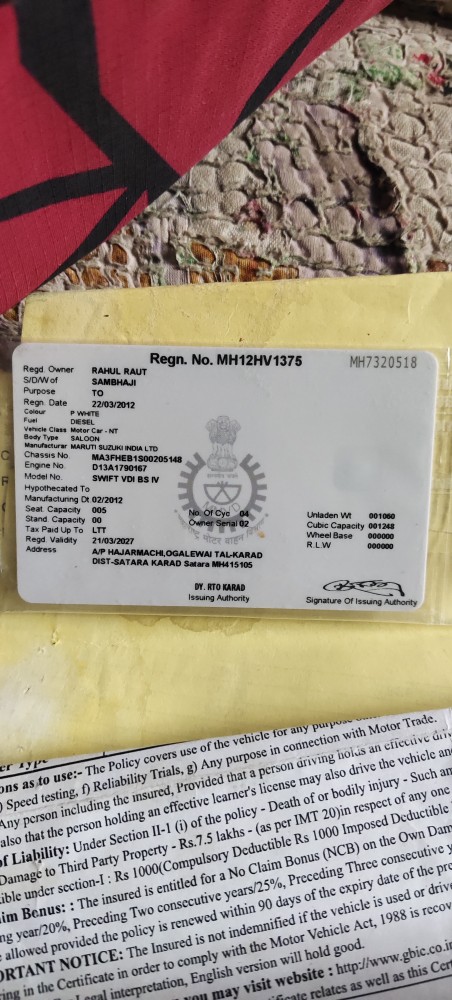 Regn. No. MH12HV1375 MH7320518
Regd. Owner RAHUL RAUT
S/D/W of SAMBHAJI
Purpose TO
Regn. Date 22/03/2012
Colour P WHITE
Fuel DIESEL
Vehicle Class Motor Car - NT
Body Type SALOON
Manufacturar MARUTI SUZUKI INDIA LTD
Chassis No. MA3FHEB1S00205148
Engine No. D13A1790167
Model No. SWIFT VDI BS IV
Hypothecated To
Manufacturing Dt 02/2012
Seat. Capacity 005 No. Of Cyc 04 Unladen Wt 001060
Stand. Capacity 00 Owner Serial 02 Cubic Capacity 001248
Tax Paid Up To LTT Wheel Base 000000
Regd. Validity 21/03/2027 R.L.W 000000
Address A/P HAJARMACHI,OGALEWAI TAL-KARAD
DIST-SATARA KARAD Satara MH415105
DY. RTO KARAD
Issuing Authority Signature Of Issuing Authority
er Type
ons as to use:- The Policy covers use of the vehicle for any purpose
) Speed testing, f) Reliability Trials, g) Any purpose in connection with Motor Trade.
Any person including the insured, Provided that a person driving holds an effective
also that the person holding an effective learner's license may also drive the vehicle
of Liability: Under Section II-1 (i) of the policy - Death of or bodily injury - Such
Damage to Third Party Property - Rs.7.5 lakhs - (as per IMT 20)in respect of any one
ible under section-I : Rs 1000(Compulsory Deductible Rs 1000 Imposed Deductible
im Bonus: : The insured is entitled for a No Claim Bonus (NCB) on the Own Dam
ng year/20%, Preceding Two consecutive years/25%, Preceding Three consecutive y
e allowed provided the policy is renewed within 90 days of the expiry date of the pre
ORTANT NOTICE: The Insured is not indemnified if the vehicle is used or drive
ring in the Certificate in order to comply with the Motor Vehicle Act, 1988 is recov
Legal interpretation, English version will hold good.
you may visit website : http://www.gbic.co.in
relates as well as this Cert